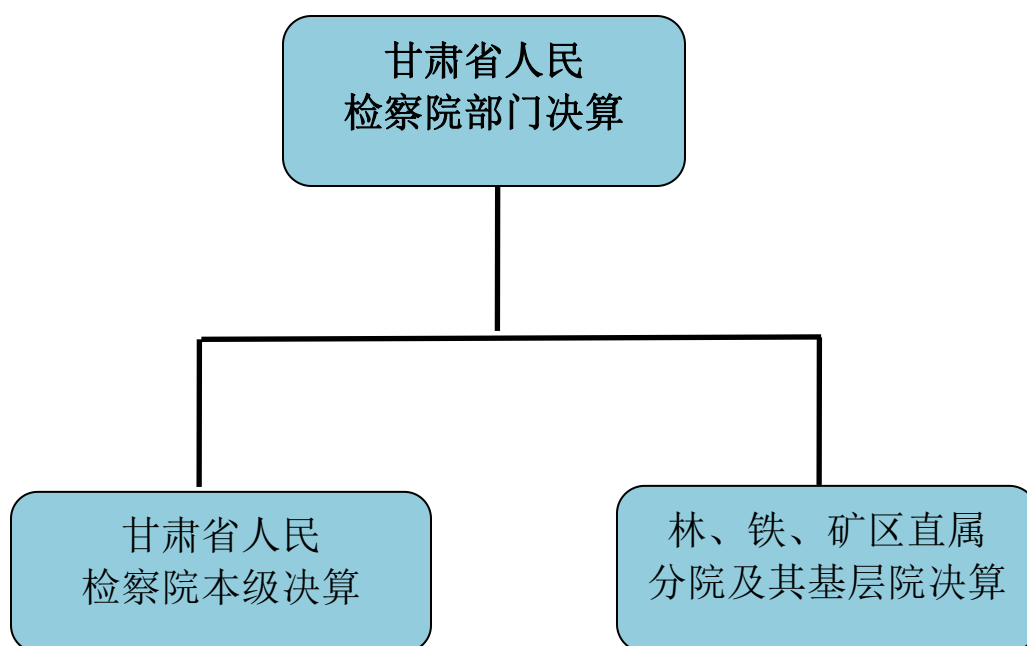 甘肃省人民
检察院部门决算
甘肃省人民
检察院本级决算
林、铁、矿区直属
分院及其基层院决算